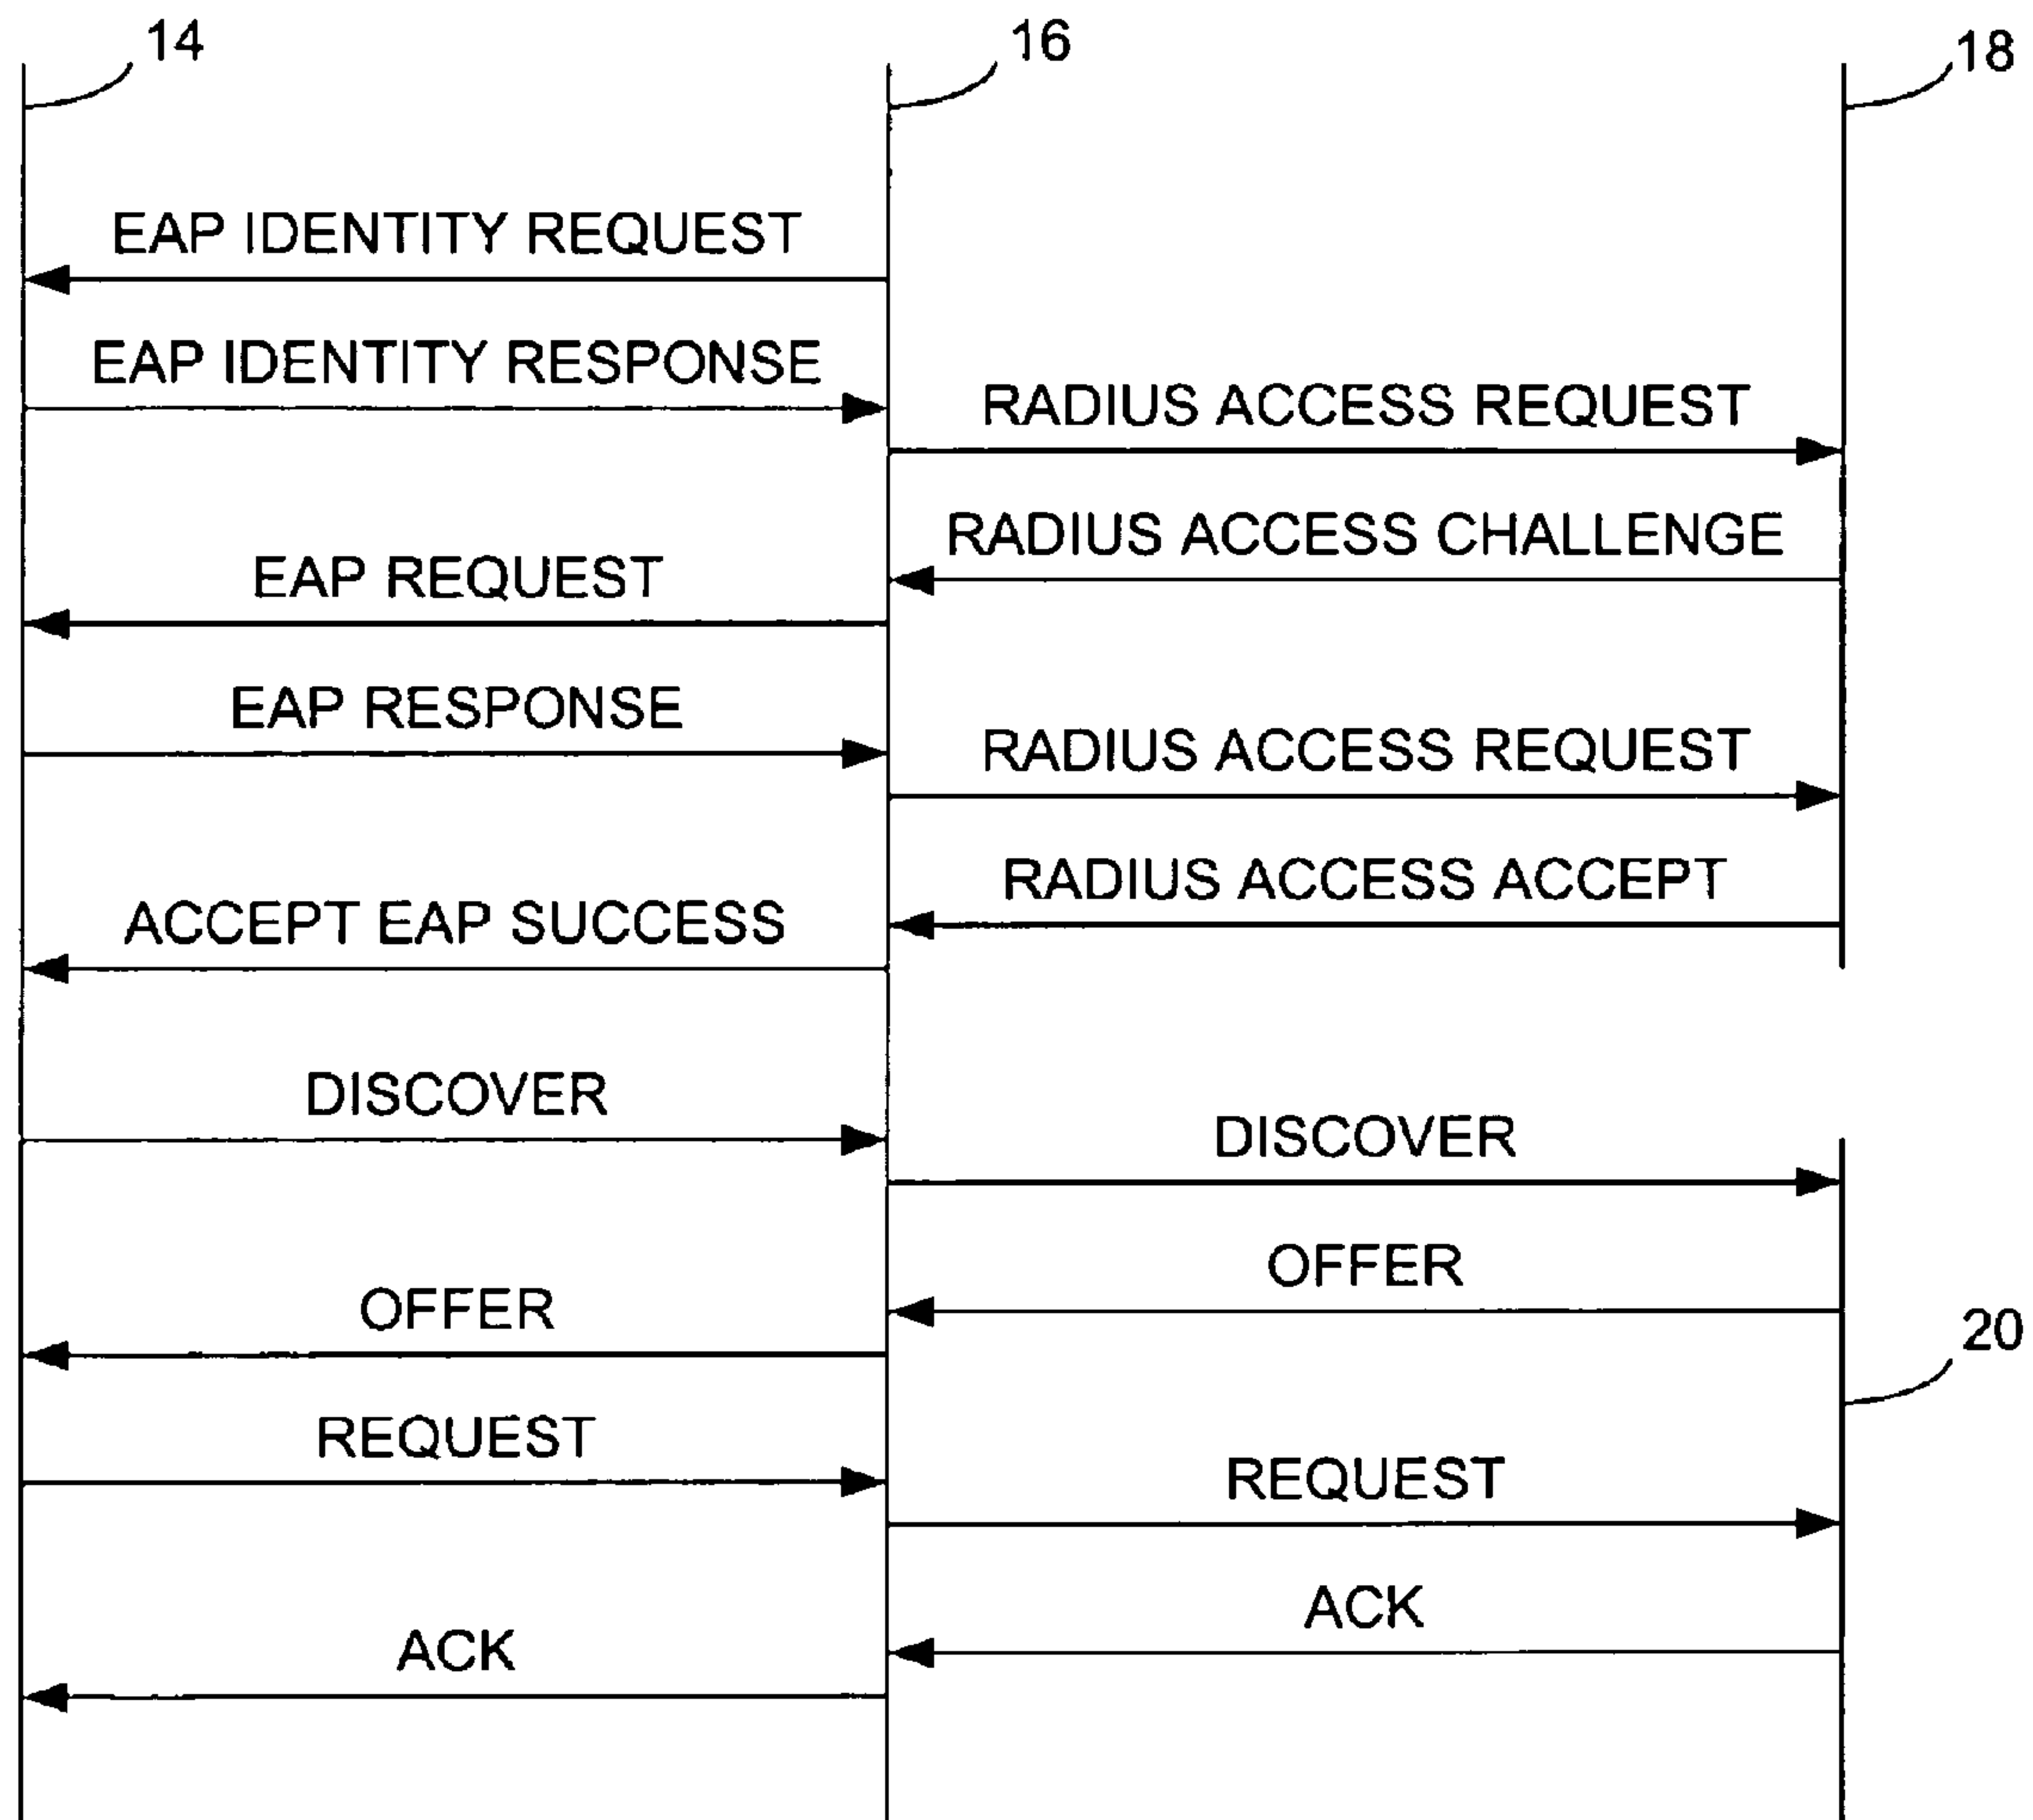 14
16
18
EAP IDENTITY REQUEST
EAP IDENTITY RESPONSE
RADIUS ACCESS REQUEST
RADIUS ACCESS CHALLENGE
EAP REQUEST
EAP RESPONSE
RADIUS ACCESS REQUEST
RADIUS ACCESS ACCEPT
ACCEPT EAP SUCCESS
DISCOVER
DISCOVER
OFFER
OFFER
20
REQUEST
REQUEST
ACK
ACK